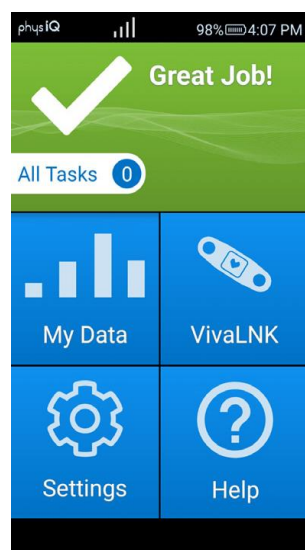 physIQ 98% 4:07 PM
Great Job!
All Tasks 0
My Data VivaLNK
Settings Help